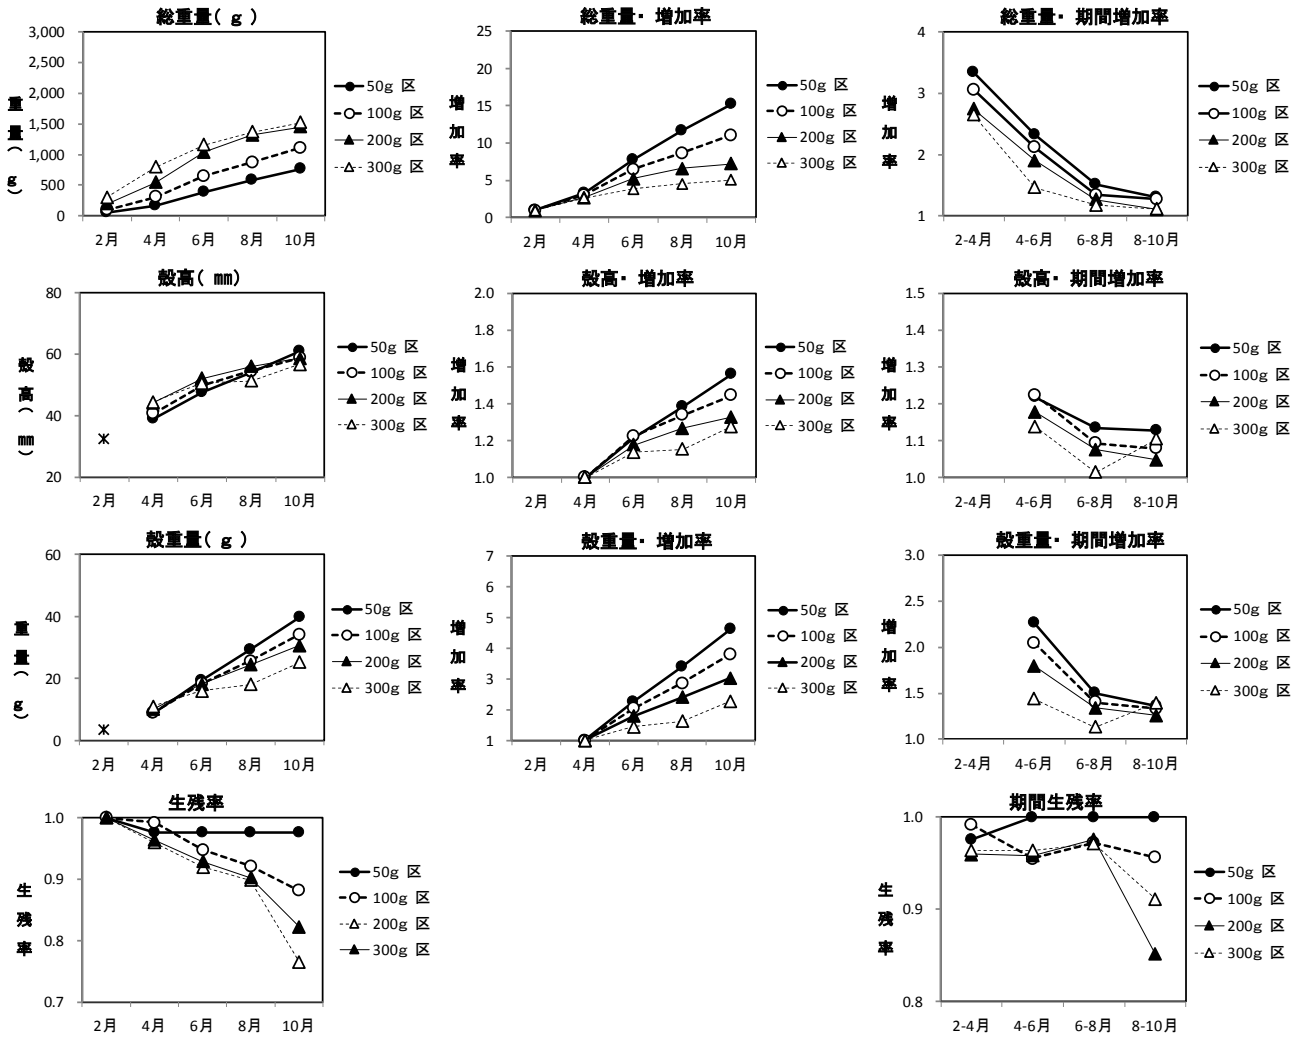 総重量( g )
3,000
2,500
2,000
1,500
1,000
500
0
重量(g)
2月 4月 6月 8月 10月
50g 区
100g 区
200g 区
300g 区
総重量・ 増加率
25
20
15
10
5
0
増加率
2月 4月 6月 8月 10月
50g 区
100g 区
200g 区
300g 区
総重量・ 期間増加率
4
3
2
1
増加率
2-4月 4-6月 6-8月 8-10月
50g 区
100g 区
200g 区
300g 区
殻高( ㎜)
80
60
40
20
殻高(㎜)
2月 4月 6月 8月 10月
50g 区
100g 区
200g 区
300g 区
殻高・ 増加率
2.0
1.8
1.6
1.4
1.2
1.0
増加率
2月 4月 6月 8月 10月
50g 区
100g 区
200g 区
300g 区
殻高・ 期間増加率
1.5
1.4
1.3
1.2
1.1
1.0
増加率
2-4月 4-6月 6-8月 8-10月
50g 区
100g 区
200g 区
300g 区
殻重量( g )
60
40
20
0
重量(g)
2月 4月 6月 8月 10月
50g 区
100g 区
200g 区
300g 区
殻重量・ 増加率
7
6
5
4
3
2
1
増加率
2月 4月 6月 8月 10月
50g 区
100g 区
200g 区
300g 区
殻重量・ 期間増加率
3.0
2.5
2.0
1.5
1.0
増加率
2-4月 4-6月 6-8月 8-10月
50g 区
100g 区
200g 区
300g 区
生残率
1.0
0.9
0.8
0.7
生残率
2月 4月 6月 8月 10月
50g 区
100g 区
200g 区
300g 区
期間生残率
1.0
0.9
0.8
生残率
2-4月 4-6月 6-8月 8-10月
50g 区
100g 区
200g 区
300g 区